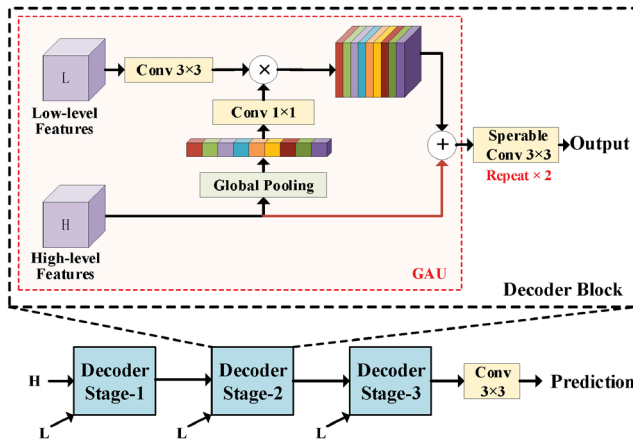 L
Low-level
Features
Conv 3×3
×
Conv 1×1
Global Pooling
H
High-level
Features
+
Sperable
Conv 3×3
Repeat × 2
Output
GAU
Decoder Block
H
L
Decoder
Stage-1
L
Decoder
Stage-2
L
Decoder
Stage-3
Conv
3×3
Prediction